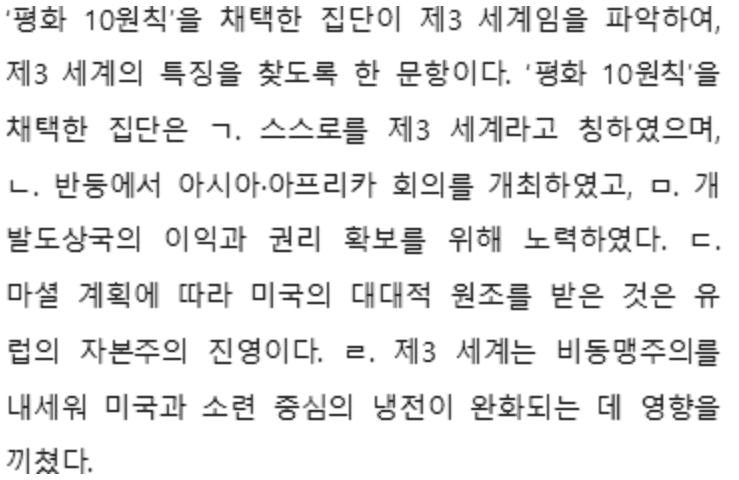 ‘평화 10원칙’을 채택한 집단이 제3 세계임을 파악하여,
제3 세계의 특징을 찾도록 한 문항이다. ‘평화 10원칙’을
채택한 집단은 ㄱ. 스스로를 제3 세계라고 칭하였으며,
ㄴ. 반둥에서 아시아·아프리카 회의를 개최하였고, ㅁ. 개
발도상국의 이익과 권리 확보를 위해 노력하였다. ㄷ.
마셜 계획에 따라 미국의 대대적 원조를 받은 것은 유
럽의 자본주의 진영이다. ㄹ. 제3 세계는 비동맹주의를
내세워 미국과 소련 중심의 냉전이 완화되는 데 영향을
끼쳤다.